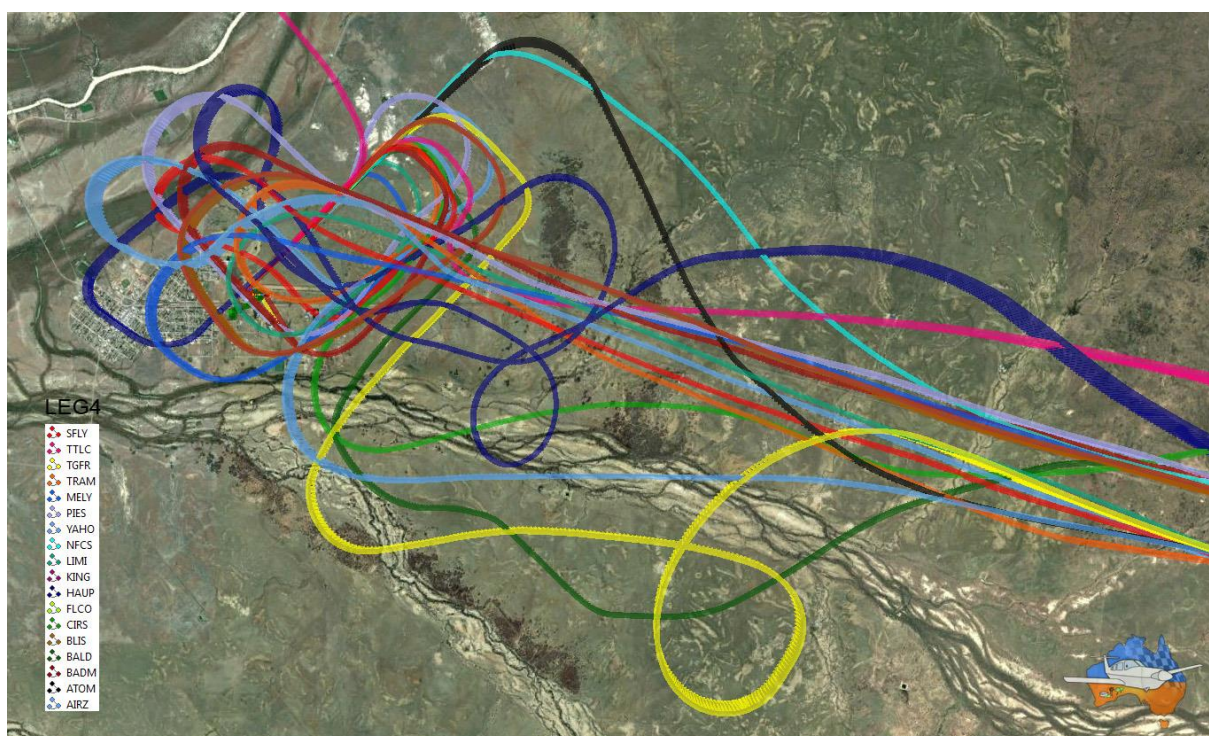 LEG4
SFLY
TTLC
TGFR
TRAM
MELY
PIES
YAHO
NFCS
LIMI
KING
HAUP
FLCO
CIRS
BLIS
BALD
BADM
ATOM
AIRZ